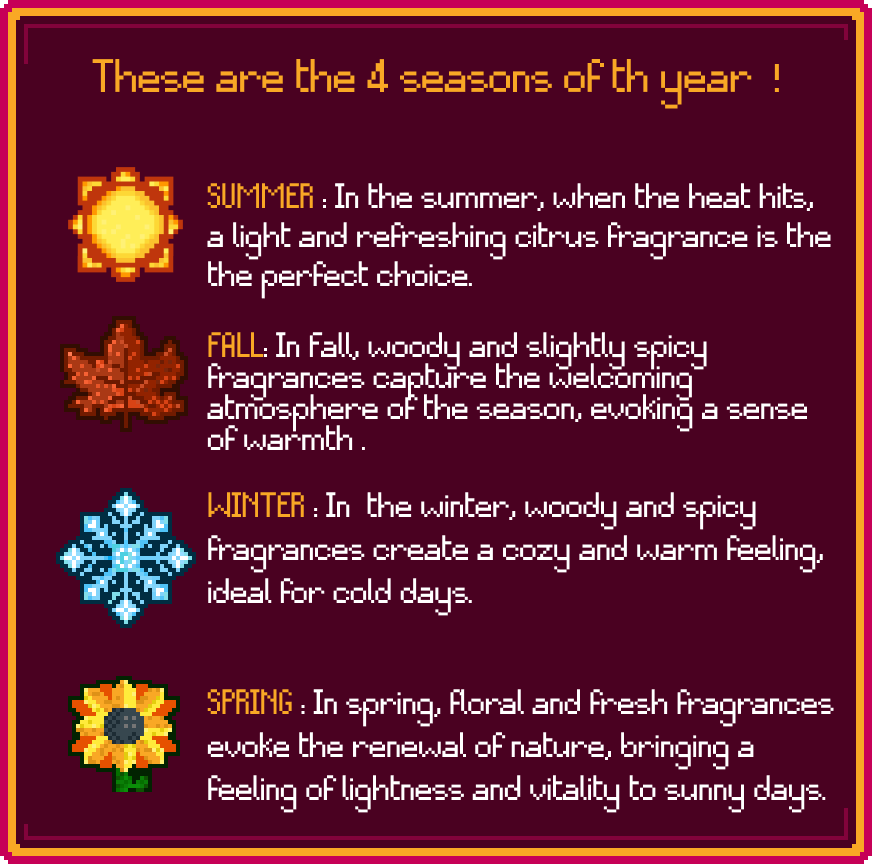 These are the 4 seasons of th year !
SUMMER : In the summer, when the heat hits,
a light and refreshing citrus fragrance is the
the perfect choice.
FALL: In fall, woody and slightly spicy
fragrances capture the welcoming
atmosphere of the season, evoking a sense
of warmth .
WINTER : In  the winter, woody and spicy
fragrances create a cozy and warm feeling,
ideal for cold days.
SPRING : In spring, floral and fresh fragrances
evoke the renewal of nature, bringing a
feeling of lightness and vitality to sunny days.